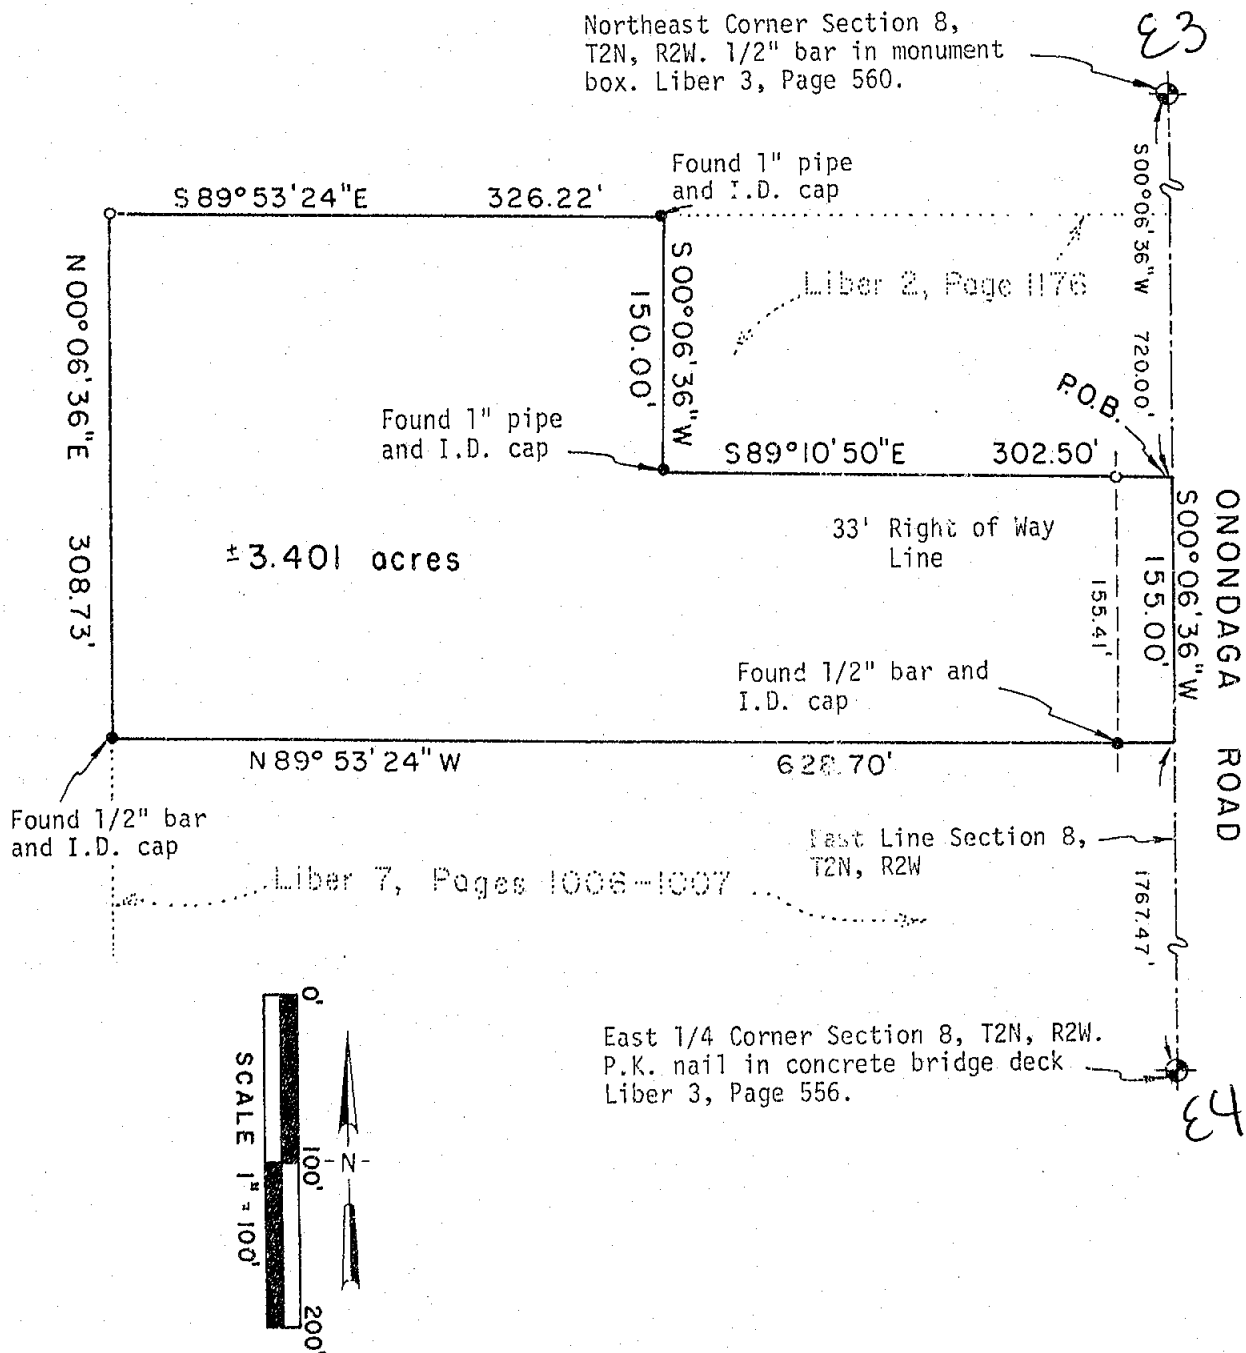 Northeast Corner Section 8,
T2N, R2W. 1/2" bar in monument
box. Liber 3, Page 560.
E3
Found 1" pipe
and I.D. cap
S89°53'24"E 326.22'
S00°06'36"W 720.00'
N00°06'36"E 308.73'
S00°06'36"W
150.00'
Liber 2, Page 1176
P.O.B.
Found 1" pipe
and I.D. cap
S89°10'50"E 302.50'
33' Right of Way
Line
±3.401 acres
155.41'
S00°06'36"W
155.00'
ONONDAGA ROAD
Found 1/2" bar and
I.D. cap
N89°53'24"W 628.70'
Found 1/2" bar
and I.D. cap
East Line Section 8,
T2N, R2W
Liber 7, Pages 1006-1007
1767.47'
East 1/4 Corner Section 8, T2N, R2W.
P.K. nail in concrete bridge deck
Liber 3, Page 556.
E4
0'
100'
200'
SCALE 1" = 100'
-N-